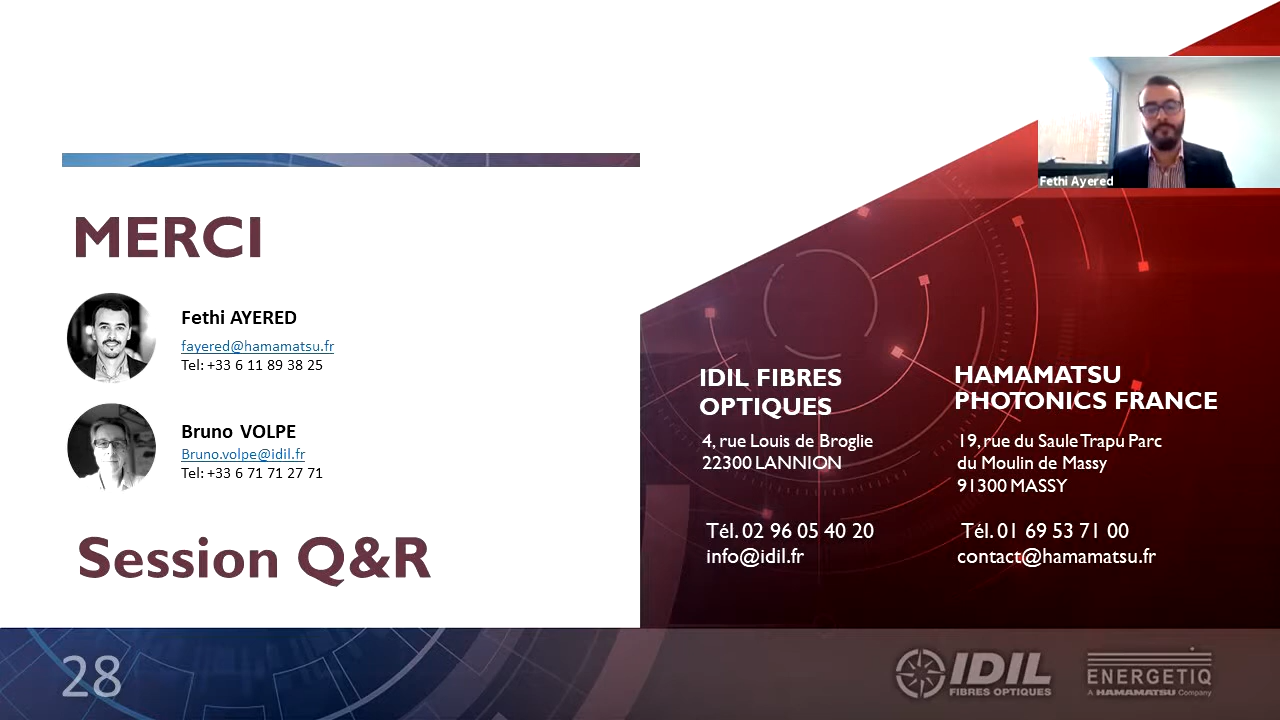 Fethi Ayered
MERCI
Fethi AYERED
fayered@hamamatsu.fr
Tel: +33 6 11 89 38 25
Bruno VOLPE
Bruno.volpe@idil.fr
Tel: +33 6 71 71 27 71
Session Q&R
IDIL FIBRES
OPTIQUES
4, rue Louis de Broglie
22300 LANNION
Tél. 02 96 05 40 20
info@idil.fr
HAMAMATSU
PHOTONICS FRANCE
19, rue du Saule Trapu Parc
du Moulin de Massy
91300 MASSY
Tél. 01 69 53 71 00
contact@hamamatsu.fr
28
IDIL
FIBRES OPTIQUES
ENERGETIQ
A HAMAMATSU Company